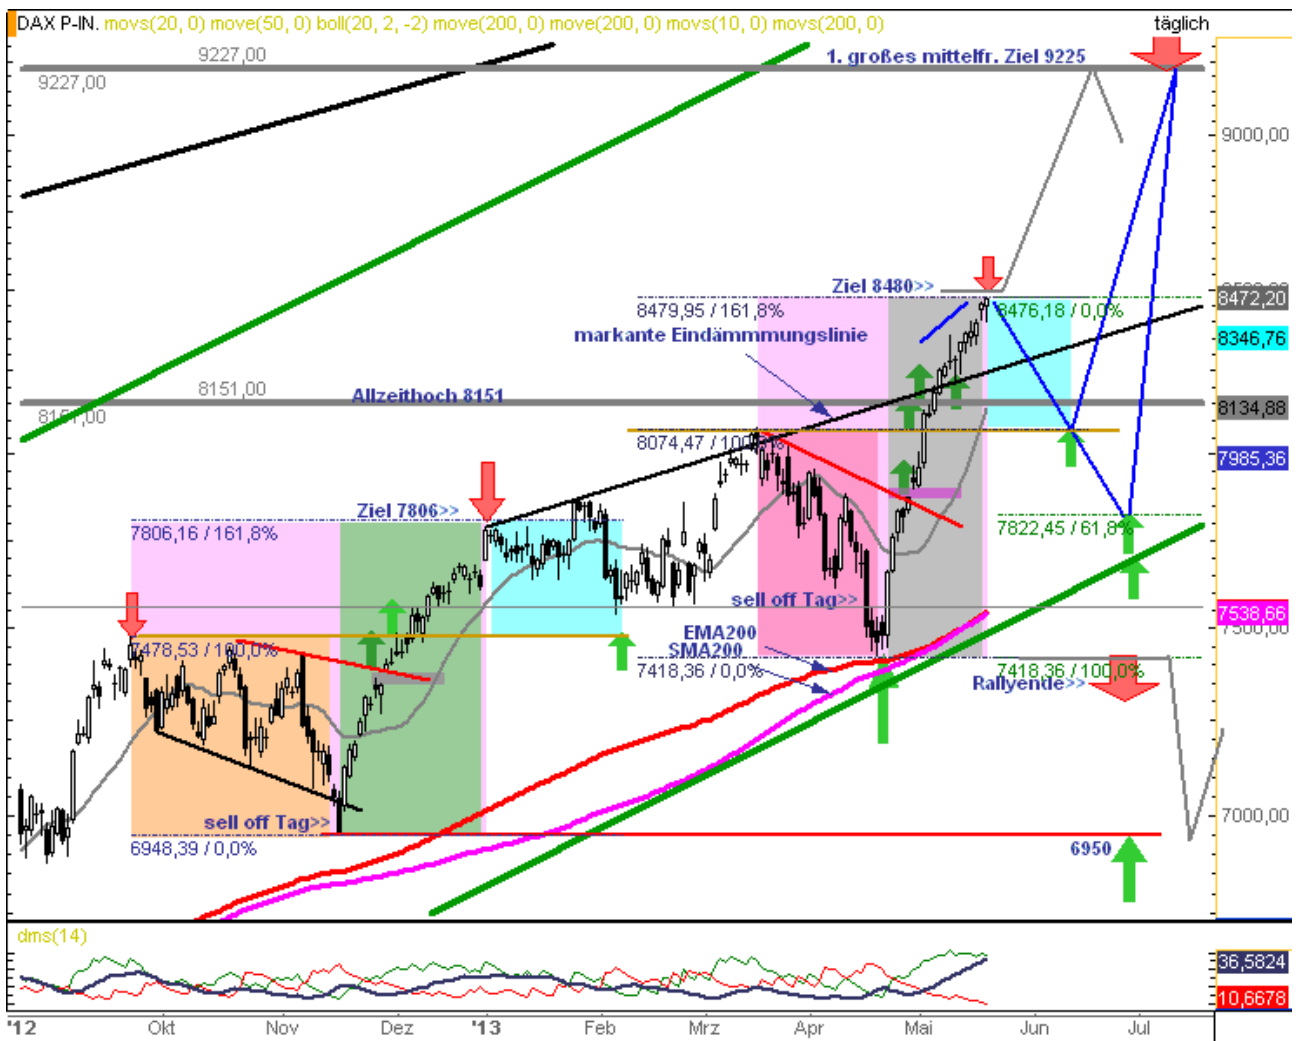 DAX P-IN. movs(20, 0) move(50, 0) boll(20, 2, -2) move(200, 0) move(200, 0) movs(10, 0) movs(200, 0)
täglich
9227,00
9227,00
1. großes mittelfr. Ziel 9225
9000,00
Ziel 8480>>
8472,20
8479,95 / 161,8%
8476,18 / 0,0%
markante Eindämmmungslinie
8346,76
8151,00
Allzeithoch 8151
8134,88
8074,47 / 100,0%
7985,36
Ziel 7806>>
7806,16 / 161,8%
7822,45 / 61,8%
sell off Tag>>
7538,66
7500,00
EMA200
SMA200
7478,53 / 100,0%
7418,36 / 0,0%
7418,36 / 100,0%
Rallyende>>
7000,00
sell off Tag>>
6948,39 / 0,0%
6950
dms(14)
36,5824
10,6678
'12 Okt Nov Dez '13 Feb Mrz Apr Mai Jun Jul